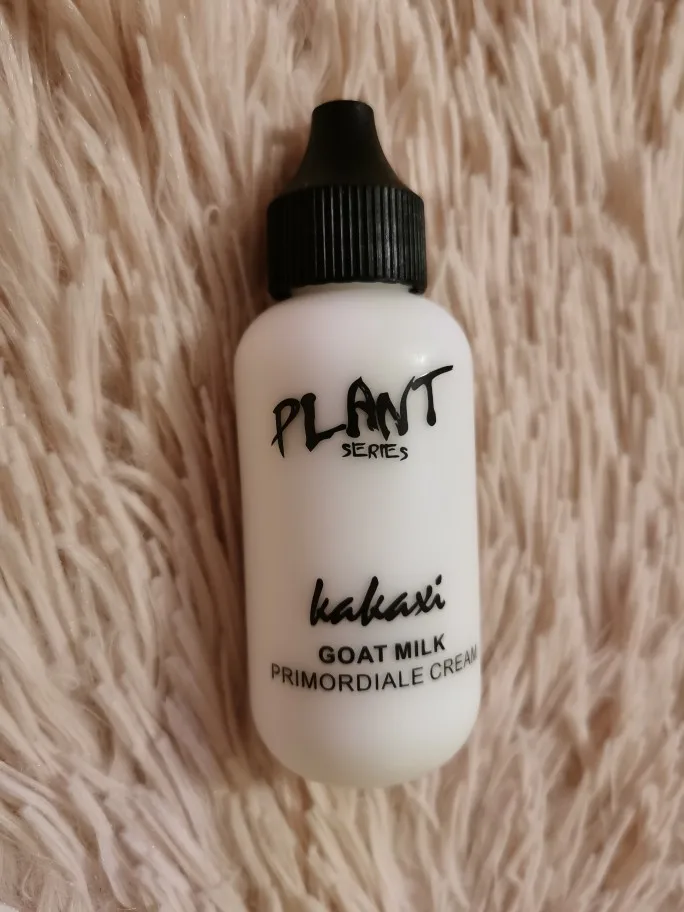 PLANT
SERIES
kakaxi
GOAT MILK
PRIMORDIALE CREAM